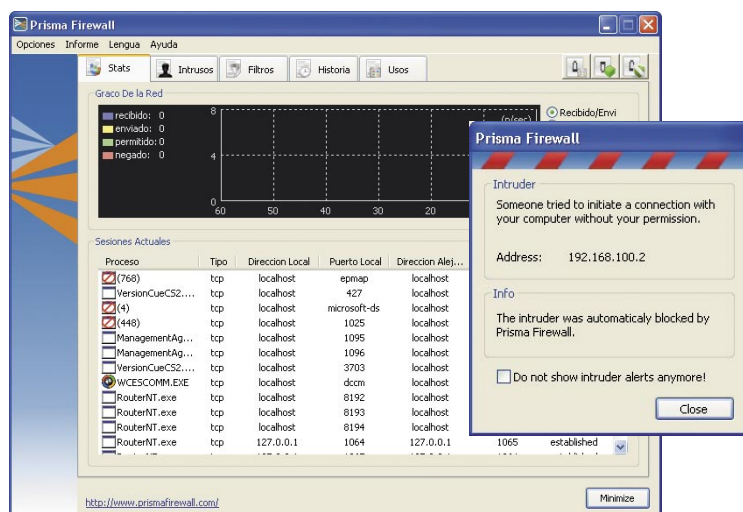 Prisma Firewall
Opciones Informe Lengua Ayuda
Stats Intrusos Filtros Historia Usos
Graco De la Red
recibido: 0
enviado: 0
permitido: 0
negado: 0
8
4
0
60 50 40 30 20
(p/sec)
Recibido/Envi
Sesiones Actuales
Proceso Tipo Direccion Local Puerto Local Direccion Alej...
(768) tcp localhost epmap localhost
VersionCueCS2.... tcp localhost 427 localhost
(4) tcp localhost microsoft-ds localhost
(448) tcp localhost 1025 localhost
ManagementAg... tcp localhost 1095 localhost
ManagementAg... tcp localhost 1096 localhost
VersionCueCS2.... tcp localhost 3703 localhost
WCESCOMM.EXE tcp localhost dccm localhost
RouterNT.exe tcp localhost 8192 localhost
RouterNT.exe tcp localhost 8193 localhost
RouterNT.exe tcp localhost 8194 localhost
RouterNT.exe tcp 127.0.0.1 1064 127.0.0.1 1065 established
http://www.prismafirewall.com/
Minimize
Prisma Firewall
Intruder
Someone tried to initiate a connection with
your computer without your permission.
Address: 192.168.100.2
Info
The intruder was automaticaly blocked by
Prisma Firewall.
Do not show intruder alerts anymore!
Close